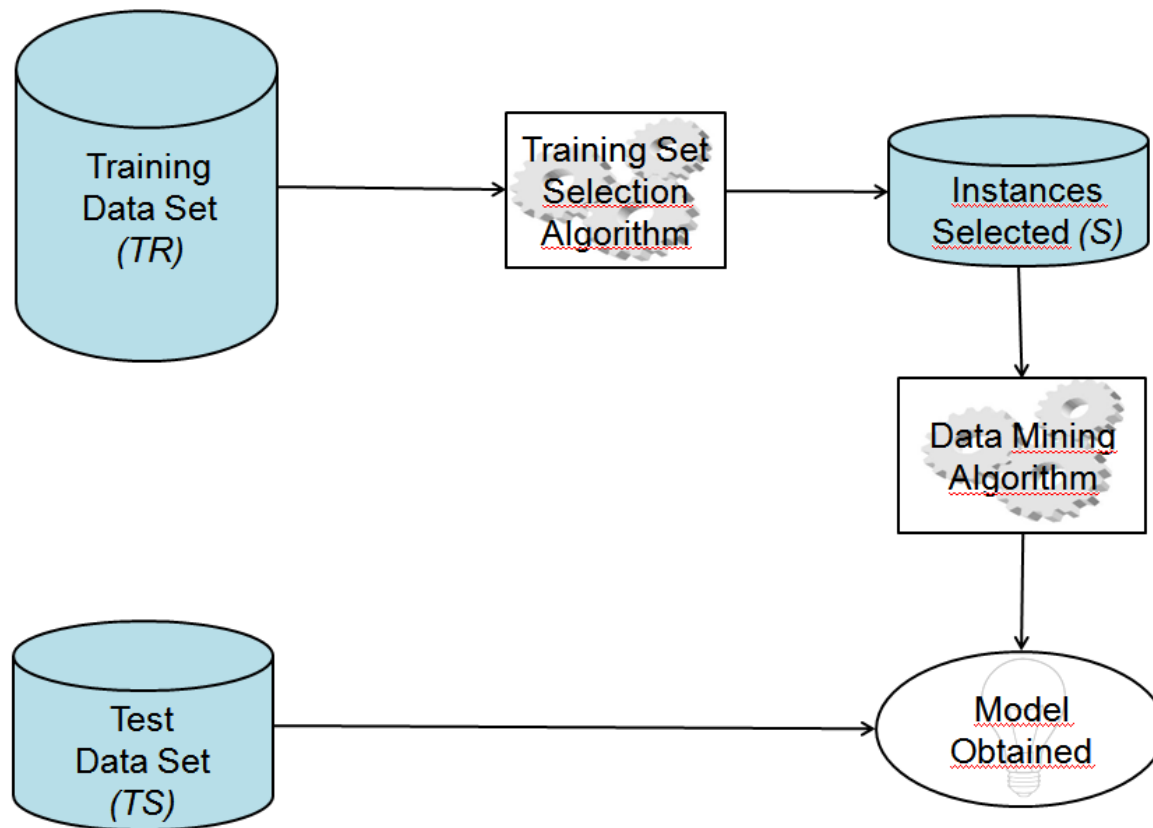 Training
Data Set
(TR)
Training Set
Selection
Algorithm
Instances
Selected (S)
Data Mining
Algorithm
Test
Data Set
(TS)
Model
Obtained